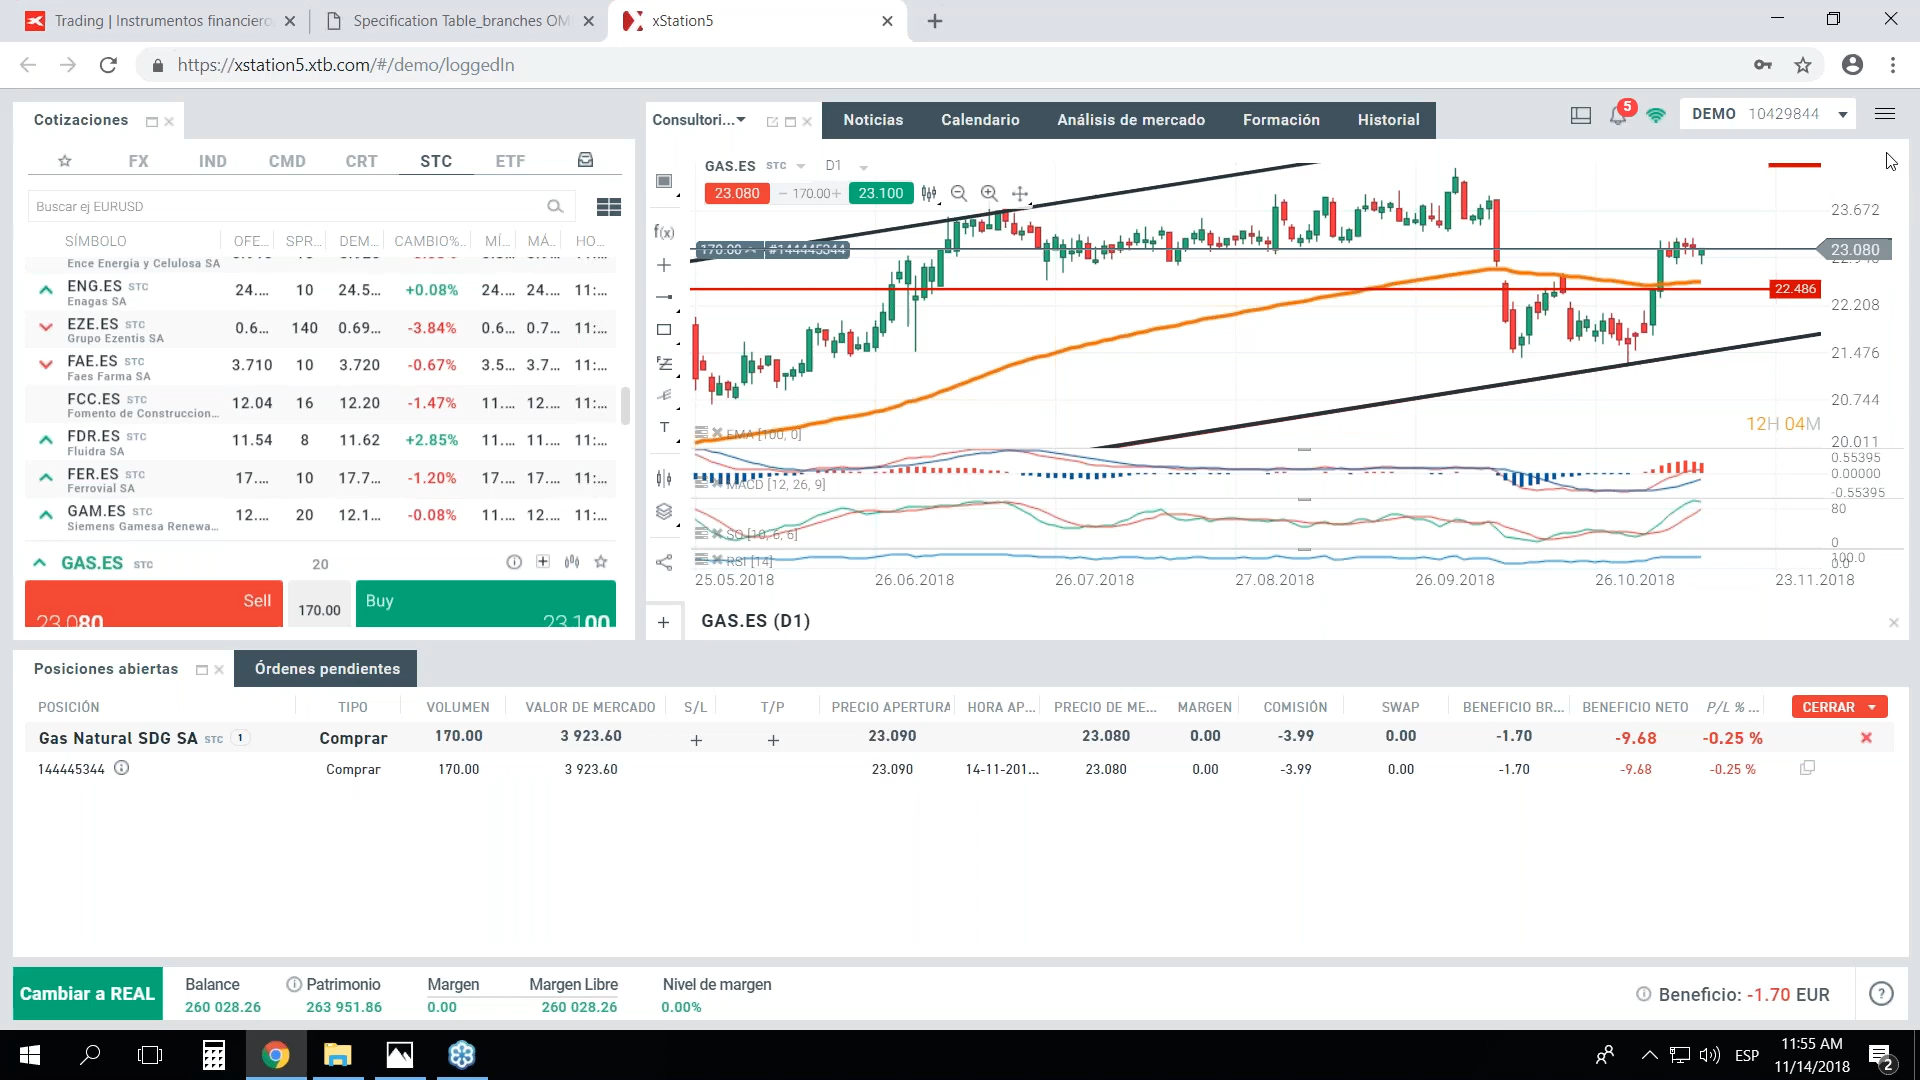 Trading | Instrumentos financiero
Specification Table_branches OM
xStation5
https://xstation5.xtb.com/#/demo/loggedIn
Cotizaciones
Consultori...
Noticias
Calendario
Análisis de mercado
Formación
Historial
5
DEMO 10429844
FX IND CMD CRT STC ETF
Buscar ej EURUSD
SÍMBOLO OFE... SPR... DEM... CAMBIO%... MÍ... MÁ... HO...
Ence Energia y Celulosa SA
ENG.ES STC 24.... 10 24.5... +0.08% 24.... 24.... 11:...
Enagas SA
EZE.ES STC 0.6... 140 0.69... -3.84% 0.6... 0.7... 11:...
Grupo Ezentis SA
FAE.ES STC 3.710 10 3.720 -0.67% 3.5... 3.7... 11:...
Faes Farma SA
FCC.ES STC 12.04 16 12.20 -1.47% 11.... 12.... 11:...
Fomento de Construccion...
FDR.ES STC 11.54 8 11.62 +2.85% 11.... 11.... 11:...
Fluidra SA
FER.ES STC 17.... 10 17.7... -1.20% 17.... 17.... 11:...
Ferrovial SA
GAM.ES STC 12.... 20 12.1... -0.08% 11.... 12.... 11:...
Siemens Gamesa Renewa...
GAS.ES STC 20
Sell 170.00 Buy
23.080 23.100
GAS.ES STC D1
23.080 − 170.00+ 23.100
f(x)
T
170.00 #144445344
23.672
23.080
22.486
22.208
21.476
20.744
12H 04M
20.011
EMA [100, 0]
0.55395
0.00000
-0.55395
MACD [12, 26, 9]
80
0
SO [10, 6, 6]
100.0
0.0
RSI [14]
25.05.2018 26.06.2018 26.07.2018 27.08.2018 26.09.2018 26.10.2018 23.11.2018
GAS.ES (D1)
Posiciones abiertas
Órdenes pendientes
POSICIÓN TIPO VOLUMEN VALOR DE MERCADO S/L T/P PRECIO APERTURA HORA AP... PRECIO DE ME... MARGEN COMISIÓN SWAP BENEFICIO BR... BENEFICIO NETO P/L % ... CERRAR
Gas Natural SDG SA STC 1 Comprar 170.00 3 923.60 + + 23.090 23.080 0.00 -3.99 0.00 -1.70 -9.68 -0.25 %
144445344 Comprar 170.00 3 923.60 23.090 14-11-201... 23.080 0.00 -3.99 0.00 -1.70 -9.68 -0.25 %
Cambiar a REAL
Balance Patrimonio Margen Margen Libre Nivel de margen
260 028.26 263 951.86 0.00 260 028.26 0.00%
Beneficio: -1.70 EUR
?
ESP
11:55 AM
11/14/2018
2